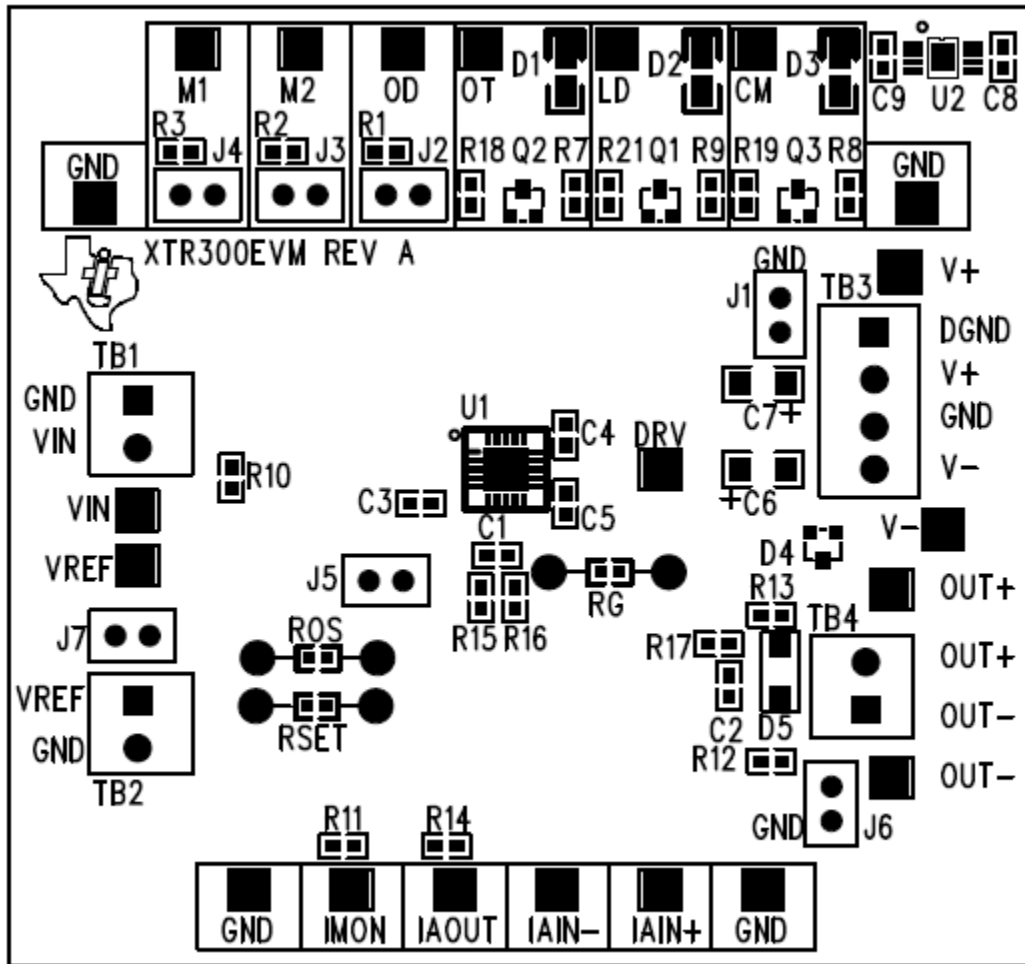 M1 M2 OD OT D1 LD D2 CM D3 C9 U2 C8
R3 J4 R2 J3 R1 J2 R18 Q2 R7 R21 Q1 R9 R19 Q3 R8
GND GND
XTR300EVM REV A
GND
J1 TB3 V+
DGND
TB1
V+
GND
C7 +
GND
U1
VIN
C4 DRV
R10
V-
C3
+ C6
VIN
C5
V-
C1
D4
VREF
J5
OUT+
RG
R13
R15 R16
TB4
J7
ROS
R17
OUT+
VREF
OUT-
RSET
C2 D5
GND
R12
OUT-
TB2
R11 R14
GND J6
GND IMON IAOUT IAIN- IAIN+ GND